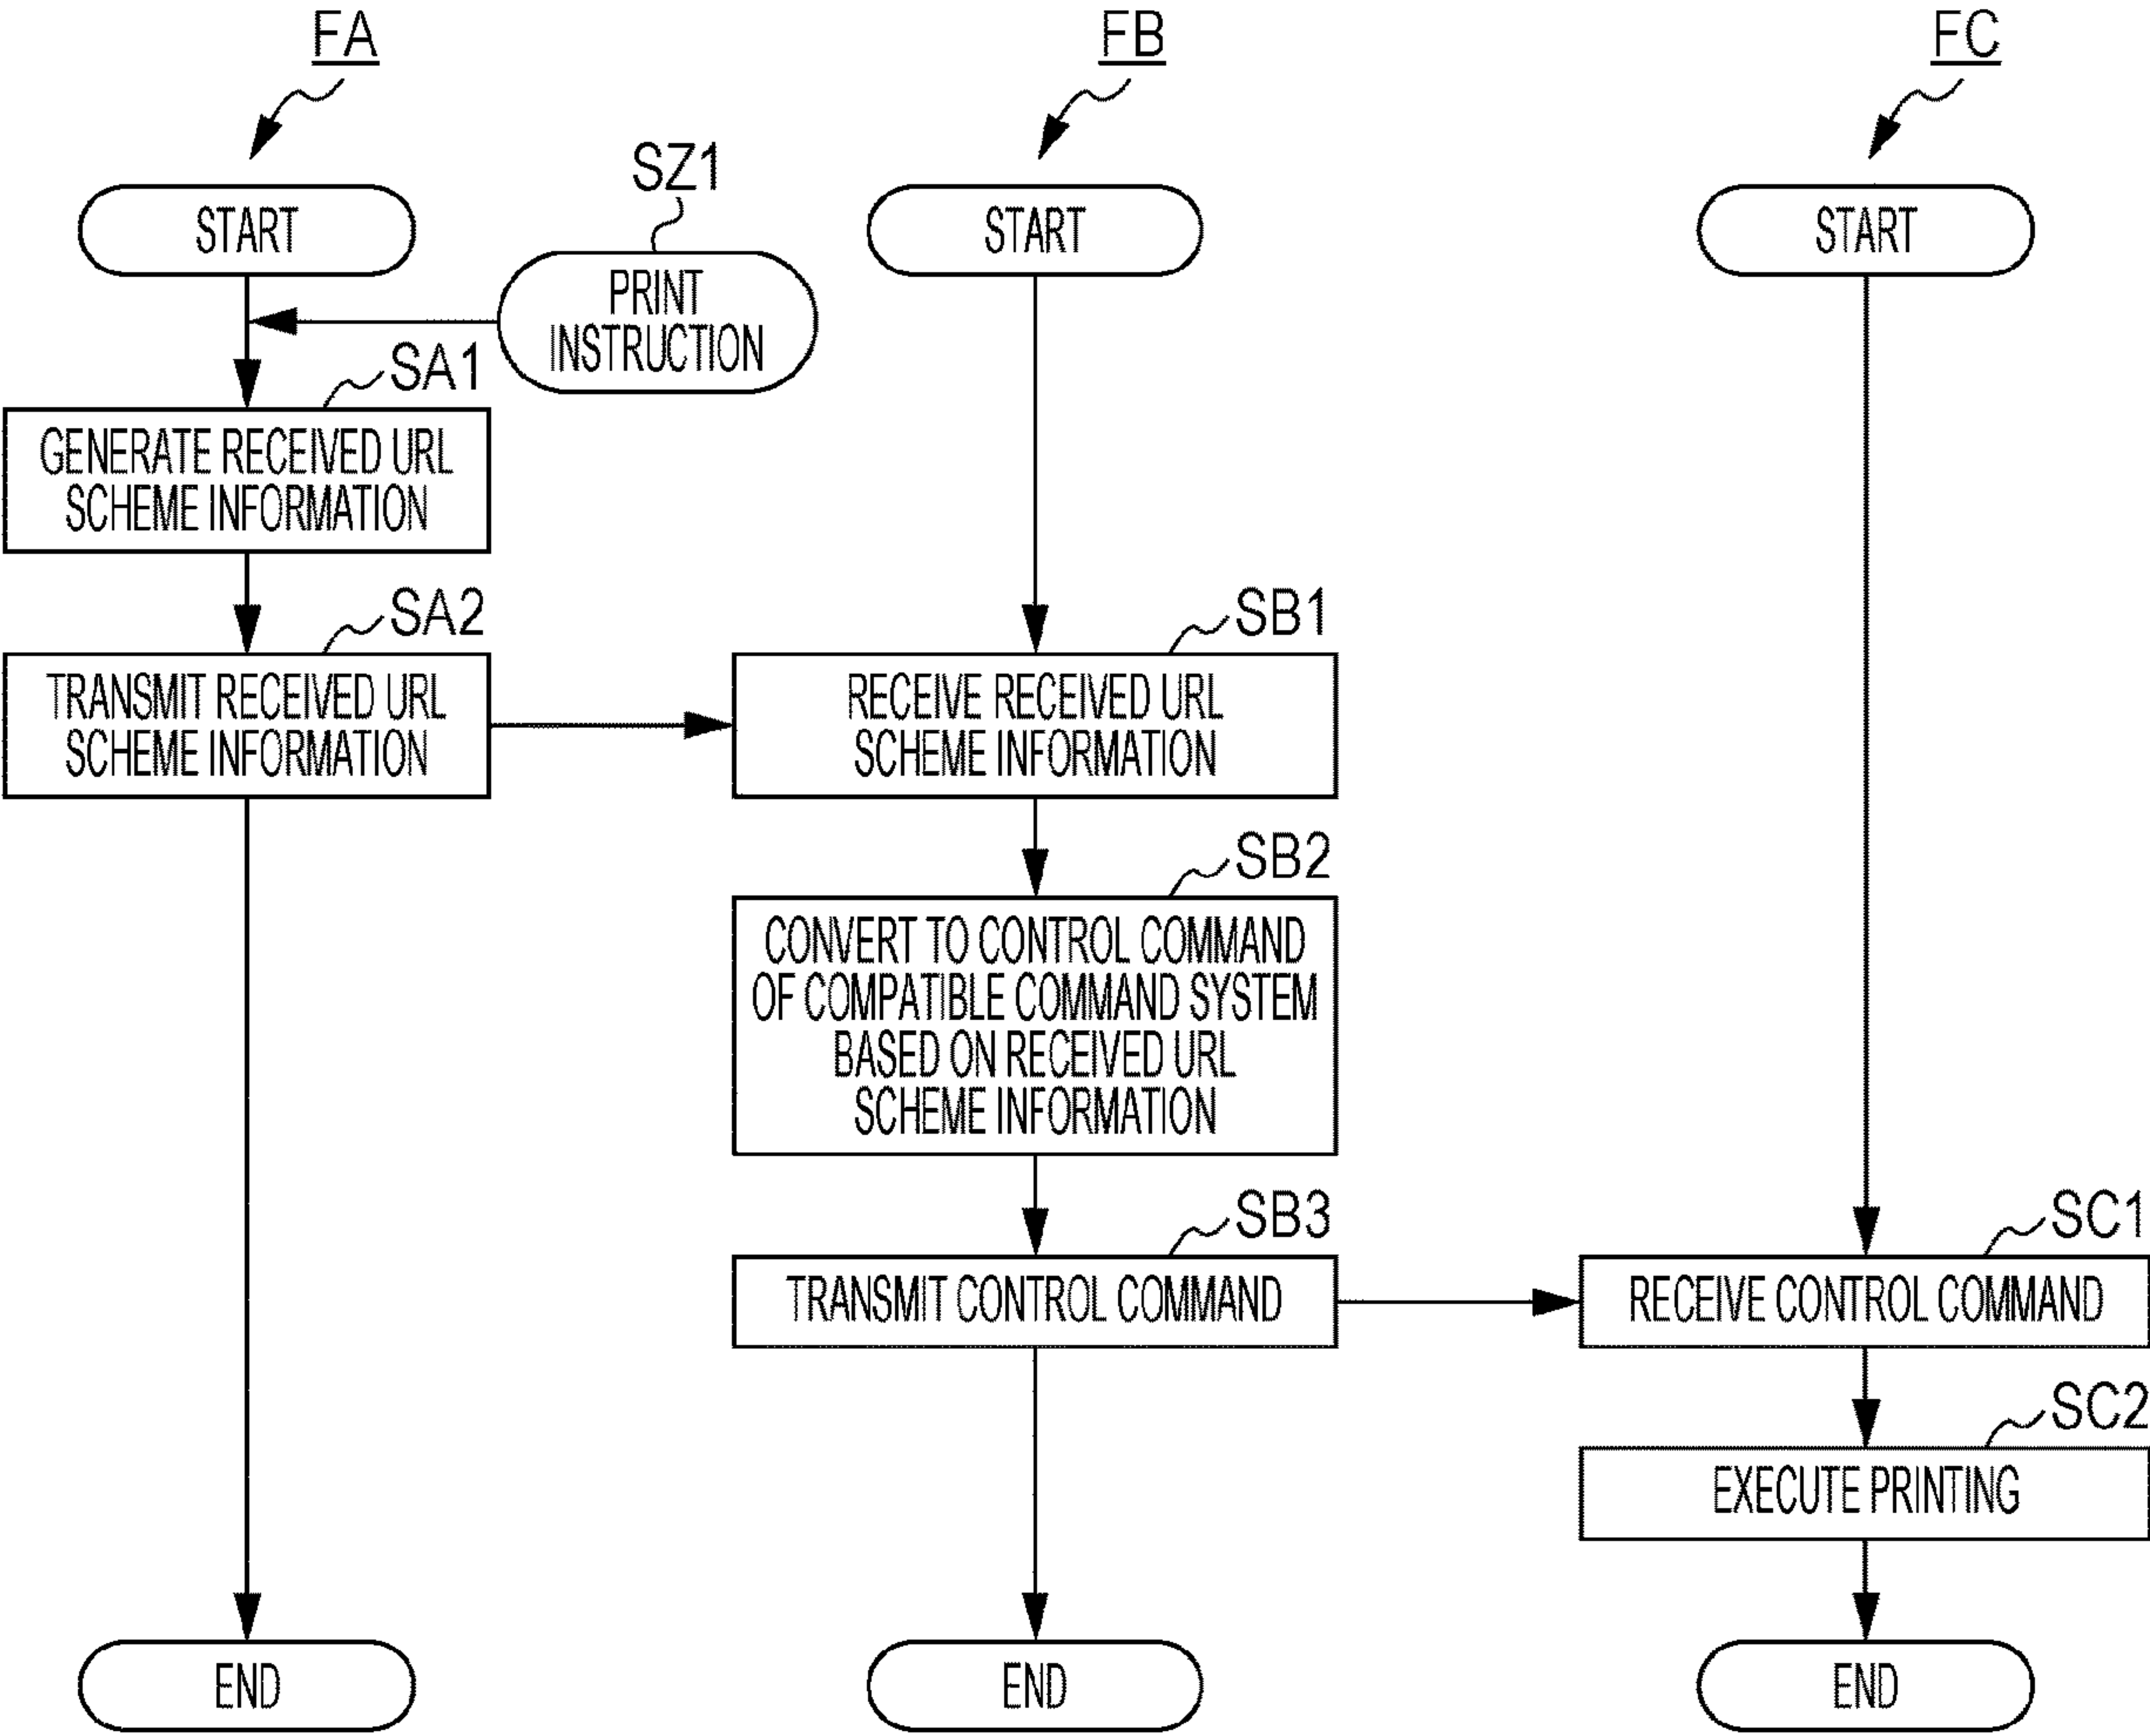 FA
FB
FC
START
SZ1
START
START
PRINT
INSTRUCTION
SA1
GENERATE RECEIVED URL
SCHEME INFORMATION
SA2
SB1
TRANSMIT RECEIVED URL
SCHEME INFORMATION
RECEIVE RECEIVED URL
SCHEME INFORMATION
SB2
CONVERT TO CONTROL COMMAND
OF COMPATIBLE COMMAND SYSTEM
BASED ON RECEIVED URL
SCHEME INFORMATION
SB3
SC1
TRANSMIT CONTROL COMMAND
RECEIVE CONTROL COMMAND
SC2
EXECUTE PRINTING
END
END
END